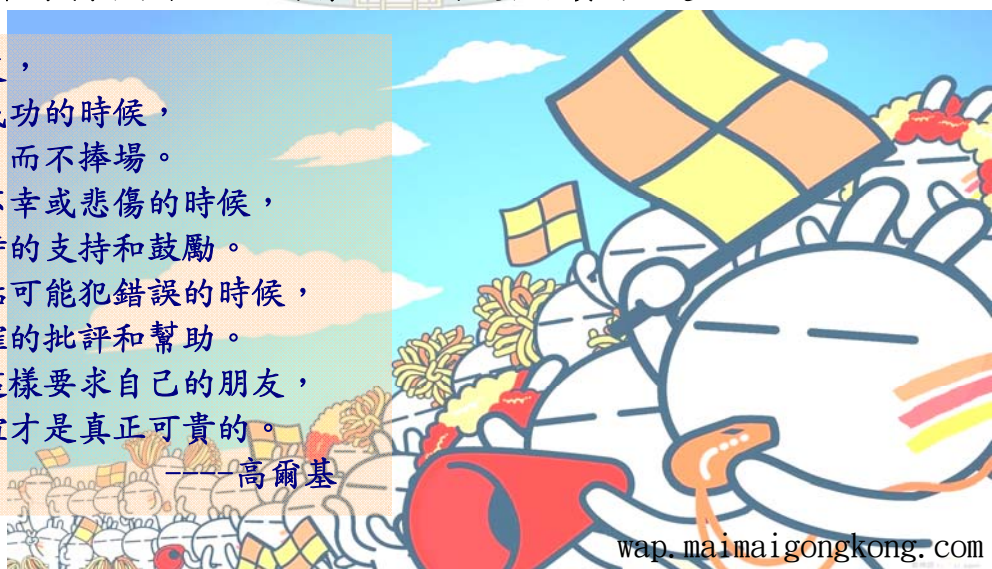 功的時候，
而不捧場。
幸或悲傷的時候，
的支持和鼓勵。
可能犯錯誤的時候，
的批評和幫助。
樣要求自己的朋友，
才是真正可貴的。
----高爾基
wap.maimaigongkong.com